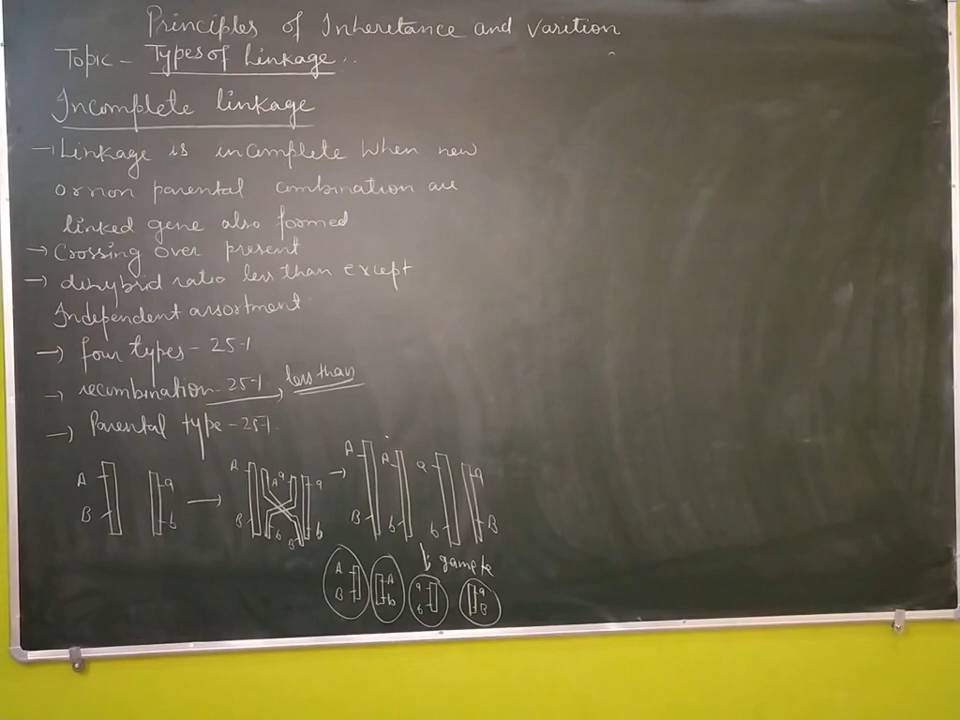 Principles of Inheretance and varition
Topic - Types of Linkage..
Incomplete linkage
→ Linkage is incomplete when new
or non parental combination are
linked gene also formed
→ Crossing over present
→ dihybrid ratio less than except
Independent assortment
→ four types - 25%
→ recombination - 25%, less than
→ Parental type - 25%.
A a A A a a A A a a
B b B b B b B b b B
gamete
A A a a
B b b B